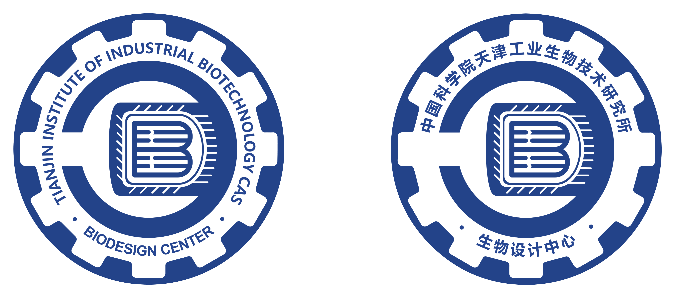 TIANJIN INSTITUTE OF INDUSTRIAL BIOTECHNOLOGY CAS
BIODESIGN CENTER
中国科学院天津工业生物技术研究所
生物设计中心